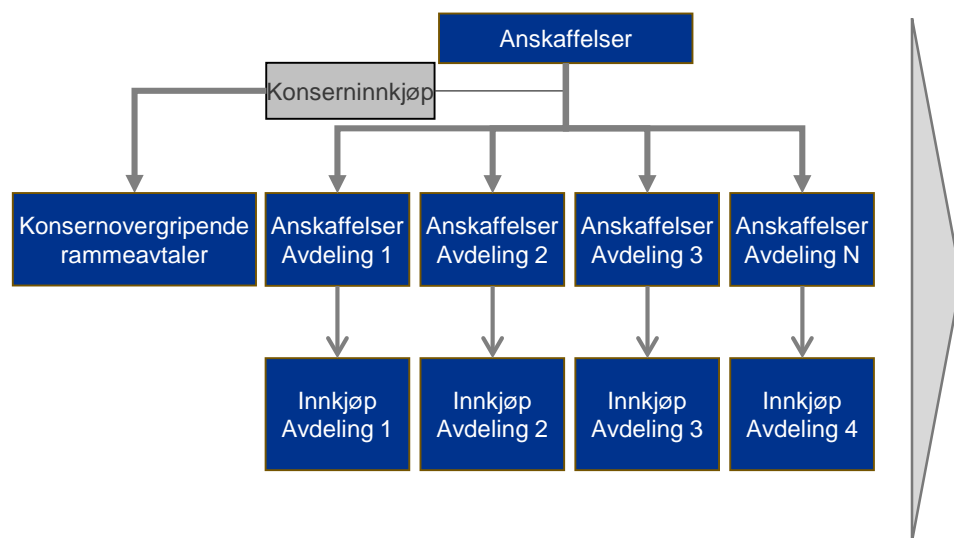 Anskaffelser
Konserninnkjøp
Konsernovergripende
rammeavtaler
Anskaffelser
Avdeling 1
Anskaffelser
Avdeling 2
Anskaffelser
Avdeling 3
Anskaffelser
Avdeling N
Innkjøp
Avdeling 1
Innkjøp
Avdeling 2
Innkjøp
Avdeling 3
Innkjøp
Avdeling 4